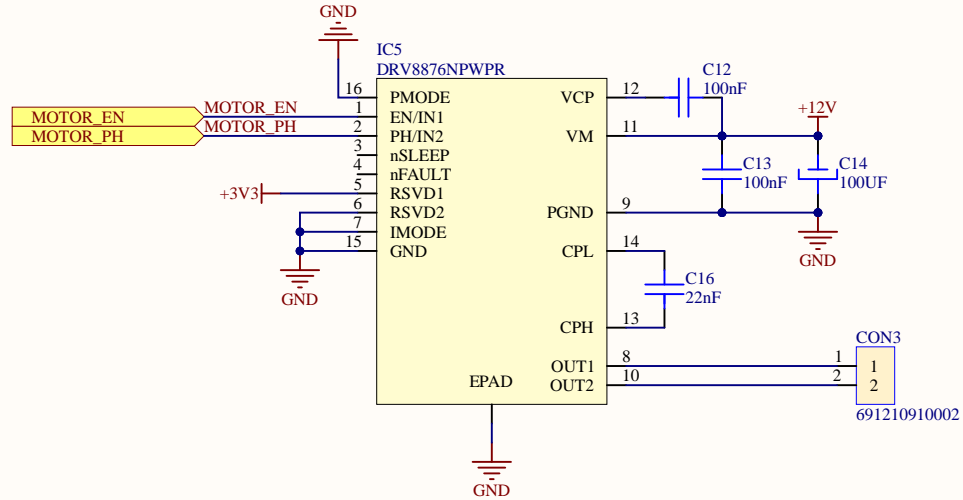 GND
IC5
DRV8876NPWPR
16 PMODE
MOTOR_EN MOTOR_EN 1 EN/IN1
MOTOR_PH MOTOR_PH 2 PH/IN2
3 nSLEEP
4 nFAULT
+3V3 5 RSVD1
6 RSVD2
7 IMODE
15 GND
GND
VCP 12
C12
100nF
VM 11
+12V
C13
100nF
C14
100UF
PGND 9
GND
CPL 14
C16
22nF
CPH 13
CON3
OUT1 8 1 1
OUT2 10 2 2
691210910002
EPAD
GND